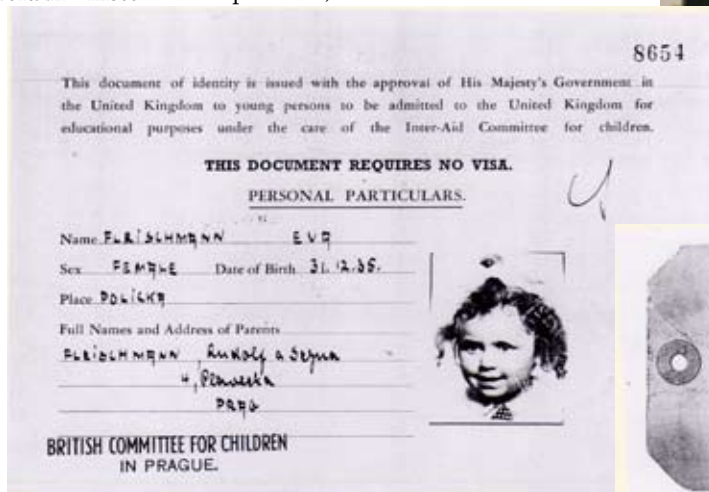 8654
This document of identity is issued with the approval of His Majesty's Government in
the United Kingdom to young persons to be admitted to the United Kingdom for
educational purposes under the care of the Inter-Aid Committee for children.
THIS DOCUMENT REQUIRES NO VISA.
PERSONAL PARTICULARS.
Name FLEISCHMANN EVA
Sex FEMALE Date of Birth 31.12.35.
Place POLICKA
Full Names and Address of Parents
FLEISCHMANN, Rudolf a
4,
BRITISH COMMITTEE FOR CHILDREN
IN PRAGUE.